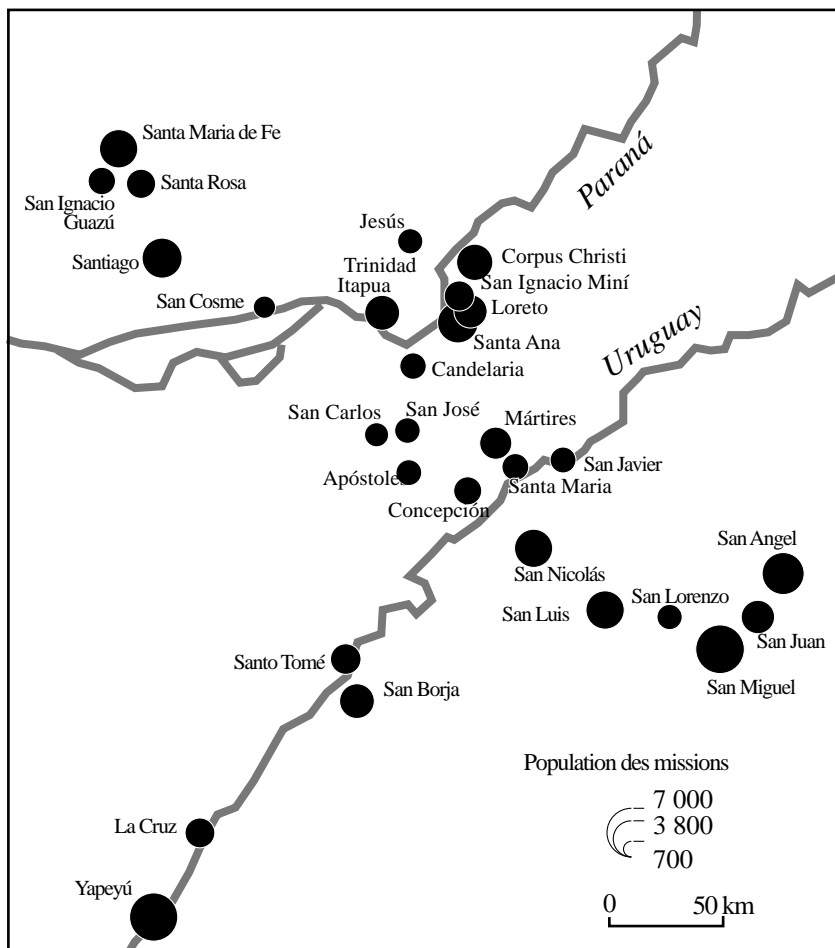 Santa Maria de Fe
Paraná
Santa Rosa
San Ignacio
Guazú
Jesús
Corpus Christi
Santiago
Trinidad
San Ignacio Miní
Itapua
San Cosme
Loreto
Uruguay
Santa Ana
Candelaria
San Carlos
San José
Mártires
San Javier
Apóstoles
Santa Maria
Concepción
San Angel
San Nicolás
San Lorenzo
San Luis
San Juan
Santo Tomé
San Miguel
San Borja
Population des missions
7 000
3 800
700
La Cruz
Yapeyú
0 50 km